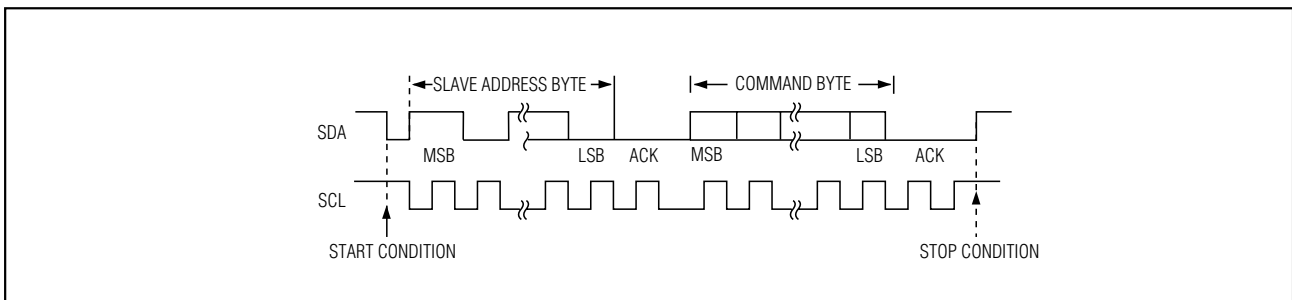 SLAVE ADDRESS BYTE COMMAND BYTE
SDA
MSB LSB ACK MSB LSB ACK
SCL
START CONDITION STOP CONDITION